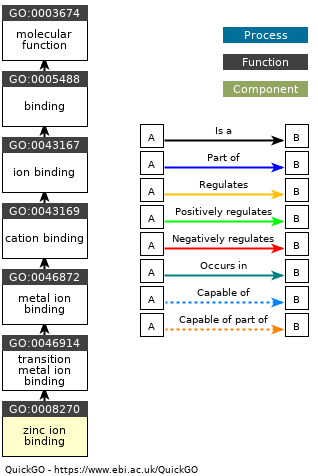 GO:0003674
molecular
function
GO:0005488
binding
GO:0043167
ion binding
GO:0043169
cation binding
GO:0046872
metal ion
binding
GO:0046914
transition
metal ion
binding
GO:0008270
zinc ion
binding
Process
Function
Component
A Is a B
A Part of B
A Regulates B
A Positively regulates B
A Negatively regulates B
A Occurs in B
A Capable of B
A Capable of part of B
QuickGO - https://www.ebi.ac.uk/QuickGO